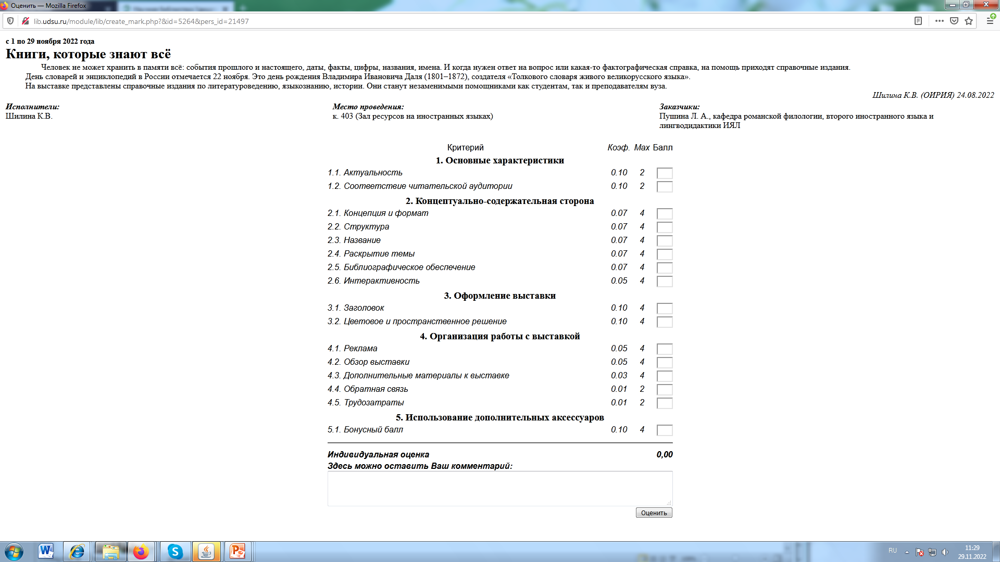 Оценить — Mozilla Firefox
lib.udsu.ru/module/lib/create_mark.php?&id=5264&pers_id=21497
с 1 по 29 ноября 2022 года
Книги, которые знают всё
Человек не может хранить в памяти всё: события прошлого и настоящего, даты, факты, цифры, названия, имена. И когда нужен ответ на вопрос или какая-то фактографическая справка, на помощь приходят справочные издания.
День словарей и энциклопедий в России отмечается 22 ноября. Это день рождения Владимира Ивановича Даля (1801–1872), создателя «Толкового словаря живого великорусского языка».
На выставке представлены справочные издания по литературоведению, языкознанию, истории. Они станут незаменимыми помощниками как студентам, так и преподавателям вуза.
Шилина К.В. (ОИРИЯ) 24.08.2022
Исполнители: Место проведения: Заказчики:
Шилина К.В. к. 403 (Зал ресурсов на иностранных языках) Пушина Л. А., кафедра романской филологии, второго иностранного языка и
лингводидактики ИЯЛ
Критерий Коэф. Max Балл
1. Основные характеристики
1.1. Актуальность 0.10 2
1.2. Соответствие читательской аудитории 0.10 2
2. Концептуально-содержательная сторона
2.1. Концепция и формат 0.07 4
2.2. Структура 0.07 4
2.3. Название 0.07 4
2.4. Раскрытие темы 0.07 4
2.5. Библиографическое обеспечение 0.07 4
2.6. Интерактивность 0.05 4
3. Оформление выставки
3.1. Заголовок 0.10 4
3.2. Цветовое и пространственное решение 0.10 4
4. Организация работы с выставкой
4.1. Реклама 0.05 4
4.2. Обзор выставки 0.05 4
4.3. Дополнительные материалы к выставке 0.03 4
4.4. Обратная связь 0.01 2
4.5. Трудозатраты 0.01 2
5. Использование дополнительных аксессуаров
5.1. Бонусный балл 0.10 4
Индивидуальная оценка 0,00
Здесь можно оставить Ваш комментарий:
Оценить
RU 11:29
29.11.2022